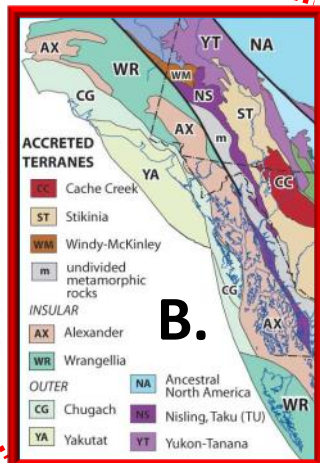 AX
YT
NA
WR
WM
CG
NS
ST
AX
m
ACCRETED
TERRANES
YA
CC
CC Cache Creek
ST Stikinia
WM Windy-McKinley
m undivided
metamorphic
rocks
CG
B.
INSULAR
AX Alexander
AX
WR Wrangellia
OUTER
NA Ancestral
North America
WR
CG Chugach
NS Nisling, Taku (TU)
YA Yakutat
YT Yukon-Tanana